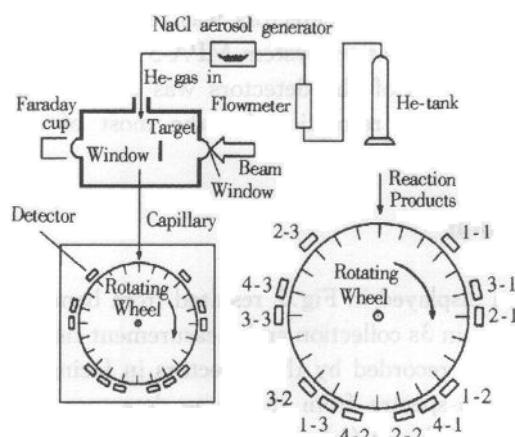 NaCl aerosol generator
He-gas in
Flowmeter
He-tank
Faraday
cup
Target
Window
Beam
Window
Detector
Capillary
Rotating
Wheel
Reaction
Products
2-3
1-1
4-3
3-1
3-3
2-1
Rotating
Wheel
3-2
1-2
1-3
4-1
4-2
2-2